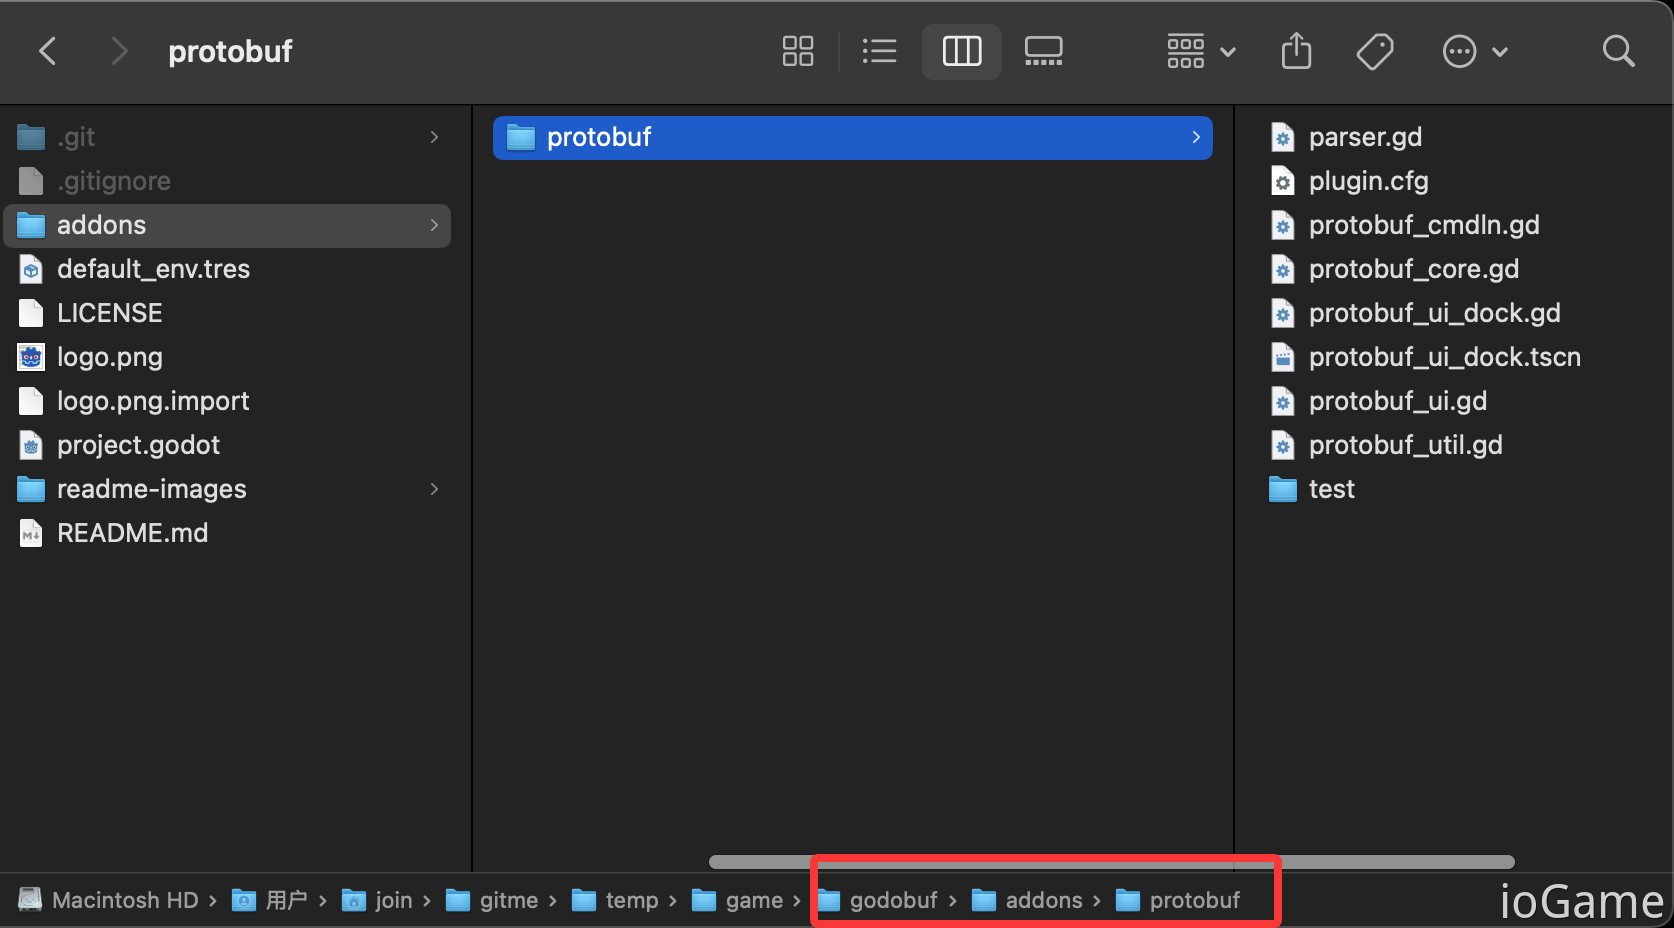 protobuf
.git
.gitignore
addons
default_env.tres
LICENSE
logo.png
logo.png.import
project.godot
readme-images
README.md
protobuf
parser.gd
plugin.cfg
protobuf_cmdln.gd
protobuf_core.gd
protobuf_ui_dock.gd
protobuf_ui_dock.tscn
protobuf_ui.gd
protobuf_util.gd
test
Macintosh HD › 用户 › join › gitme › temp › game › godobuf › addons › protobuf
ioGame